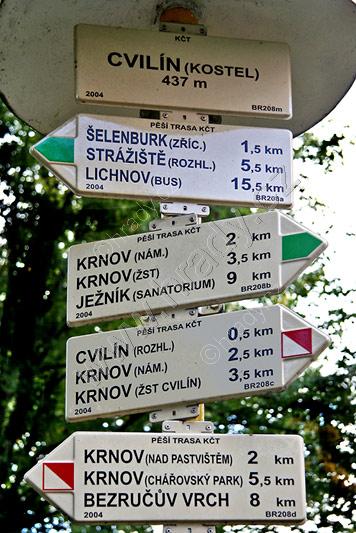 KČT
CVILÍN (KOSTEL)
437 m
2004 BR208m
PĚŠÍ TRASA KČT
ŠELENBURK (ZŘÍC.) 1,5 km
STRÁŽIŠTĚ (ROZHL.) 5,5 km
LICHNOV (BUS) 15,5 km
2004 BR208a
PĚŠÍ TRASA KČT
KRNOV (NÁM.) 2 km
KRNOV (ŽST) 3,5 km
JEŽNÍK (SANATORIUM) 9 km
2004 BR208b
PĚŠÍ TRASA KČT
CVILÍN (ROZHL.) 0,5 km
KRNOV (NÁM.) 2,5 km
KRNOV (ŽST CVILÍN) 3,5 km
2004 BR208c
PĚŠÍ TRASA KČT
KRNOV (NAD PASTVIŠTĚM) 2 km
KRNOV (CHÁŘOVSKÝ PARK) 5,5 km
BEZRUČŮV VRCH 8 km
2004 BR208d